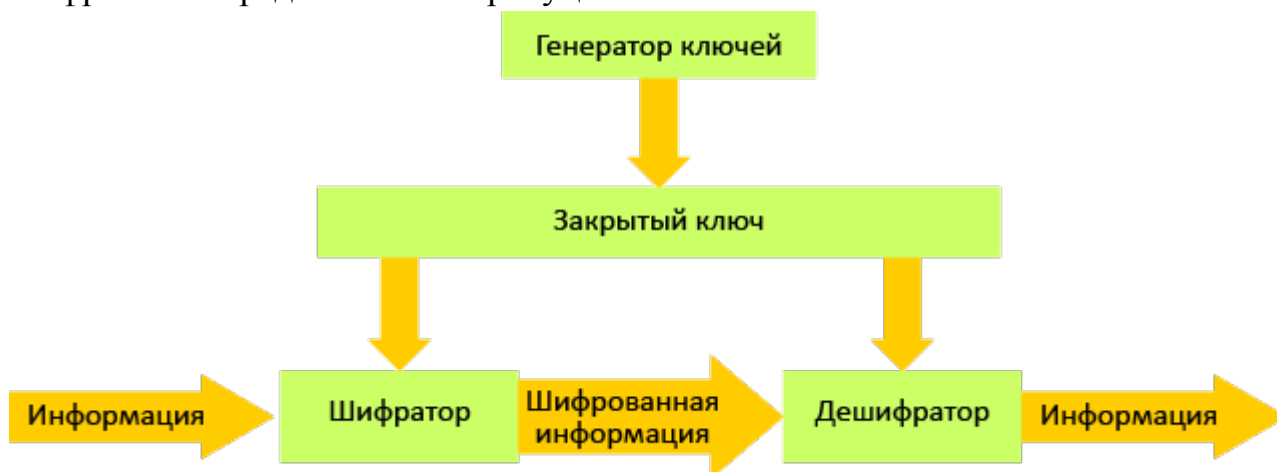 Генератор ключей
Закрытый ключ
Информация
Шифратор
Шифрованная
информация
Дешифратор
Информация